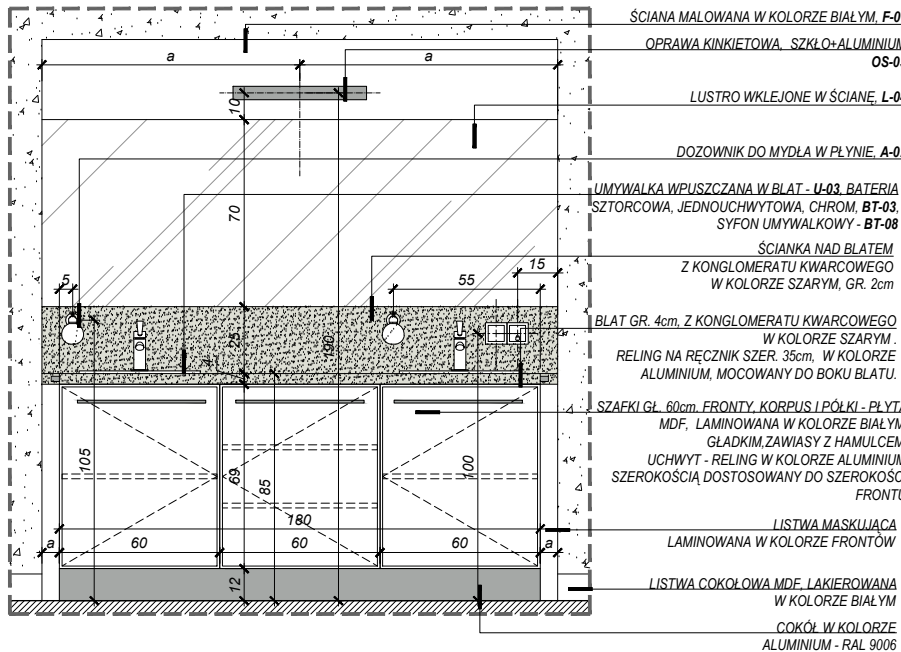 ŚCIANA MALOWANA W KOLORZE BIAŁYM, F-0
OPRAWA KINKIETOWA, SZKŁO+ALUMINIUM
OS-0
LUSTRO WKLEJONE W ŚCIANĘ, L-0
DOZOWNIK DO MYDŁA W PŁYNIE, A-0
UMYWALKA WPUSZCZANA W BLAT - U-03, BATERIA
SZTORCOWA, JEDNOUCHWYTOWA, CHROM, BT-03,
SYFON UMYWALKOWY - BT-08
ŚCIANKA NAD BLATEM
Z KONGLOMERATU KWARCOWEGO
W KOLORZE SZARYM, GR. 2cm
BLAT GR. 4cm, Z KONGLOMERATU KWARCOWEGO
W KOLORZE SZARYM .
RELING NA RĘCZNIK SZER. 35cm, W KOLORZE
ALUMINIUM, MOCOWANY DO BOKU BLATU.
SZAFKI GŁ. 60cm. FRONTY, KORPUS I PÓŁKI - PŁYTA
MDF, LAMINOWANA W KOLORZE BIAŁYM
GŁADKIM,ZAWIASY Z HAMULCEM
UCHWYT - RELING W KOLORZE ALUMINIUM
SZEROKOŚCIĄ DOSTOSOWANY DO SZEROKOŚC
FRONTU
LISTWA MASKUJĄCA
LAMINOWANA W KOLORZE FRONTÓW
LISTWA COKOŁOWA MDF, LAKIEROWANA
W KOLORZE BIAŁYM
COKÓŁ W KOLORZE
ALUMINIUM - RAL 9006
a
a
10
70
5
55
15
25
190
4
105
69
85
100
180
a
60
60
60
a
12